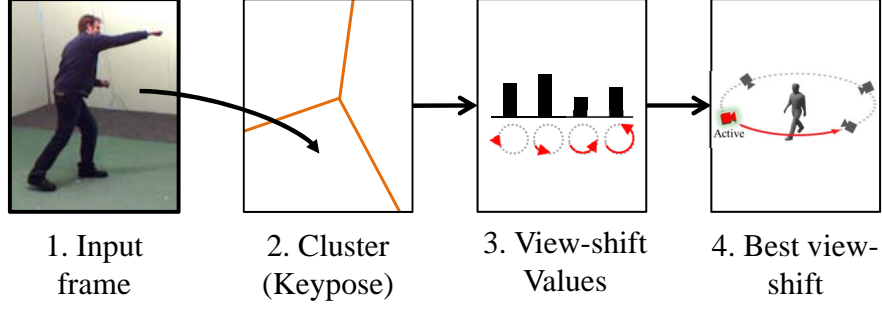 Active
1. Input
frame
2. Cluster
(Keypose)
3. View-shift
Values
4. Best view-
shift